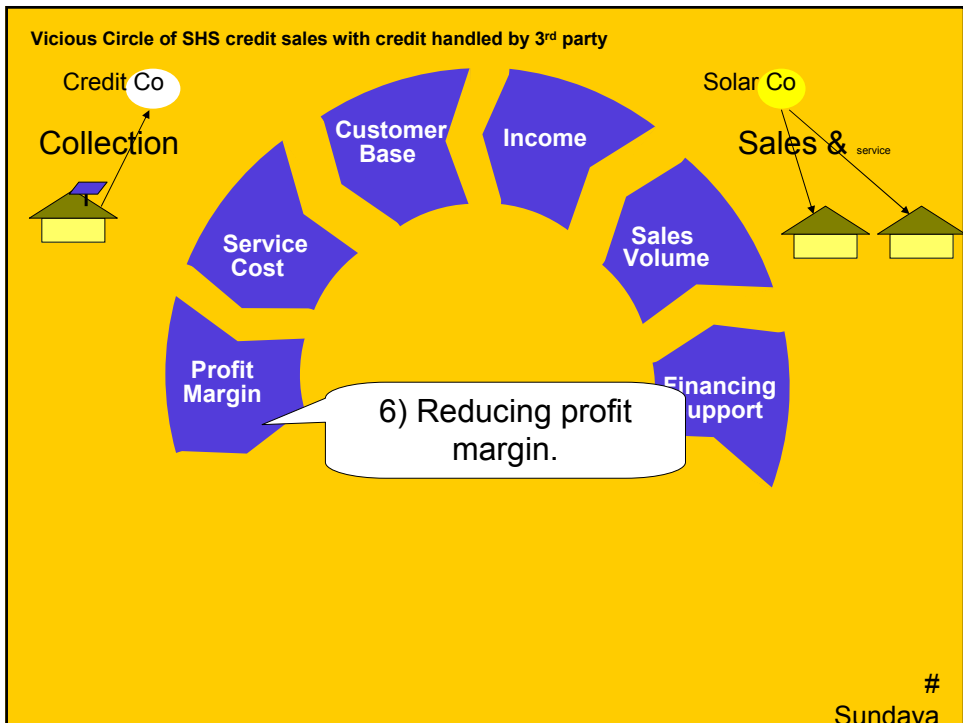 Vicious Circle of SHS credit sales with credit handled by 3rd party
Credit Co
Solar Co
Collection
Sales & service
Customer
Base
Income
Service
Cost
Sales
Volume
Profit
Margin
Financing
upport
6) Reducing profit
margin.
#
Sundaya